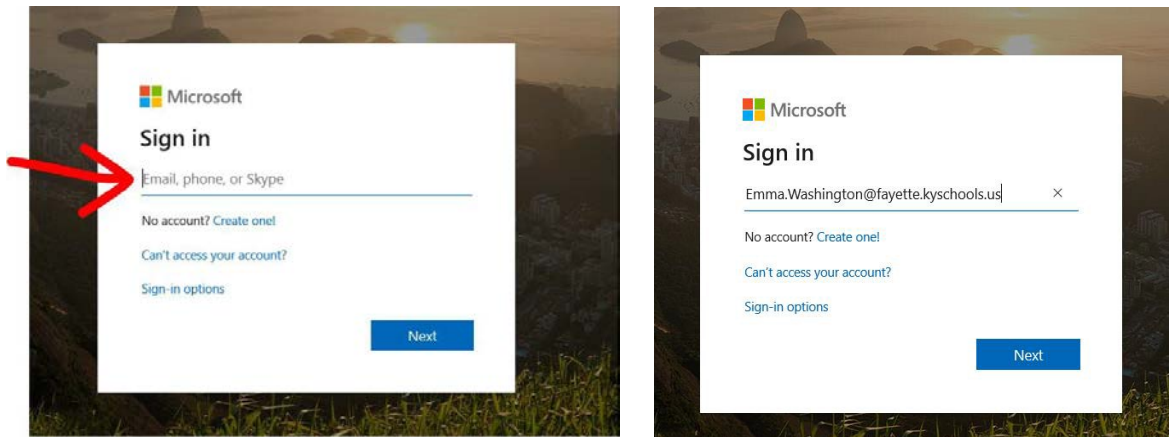 Microsoft
Sign in
Email, phone, or Skype
No account? Create one!
Can't access your account?
Sign-in options
Next
Microsoft
Sign in
Emma.Washington@fayette.kyschools.us
No account? Create one!
Can't access your account?
Sign-in options
Next